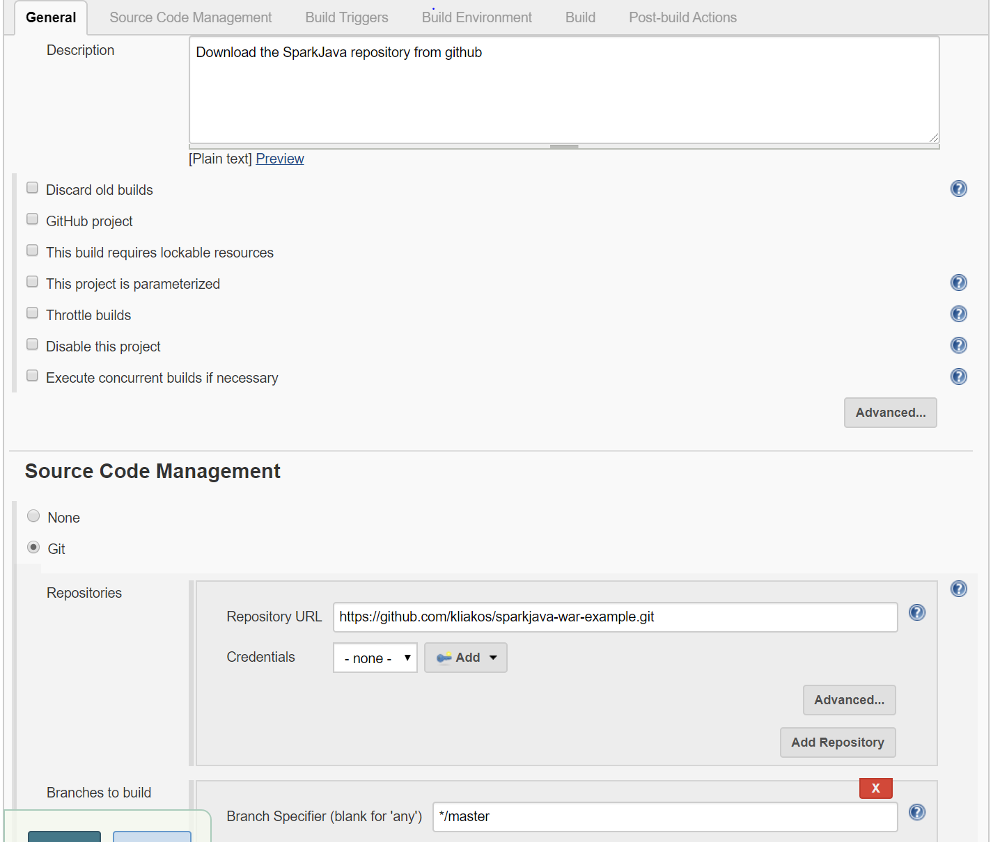 General Source Code Management Build Triggers Build Environment Build Post-build Actions
Description
Download the SparkJava repository from github
[Plain text] Preview
Discard old builds
GitHub project
This build requires lockable resources
This project is parameterized
Throttle builds
Disable this project
Execute concurrent builds if necessary
Advanced...
Source Code Management
None
Git
Repositories
Repository URL https://github.com/kliakos/sparkjava-war-example.git
Credentials - none - Add
Advanced...
Add Repository
Branches to build
X
Branch Specifier (blank for 'any') */master